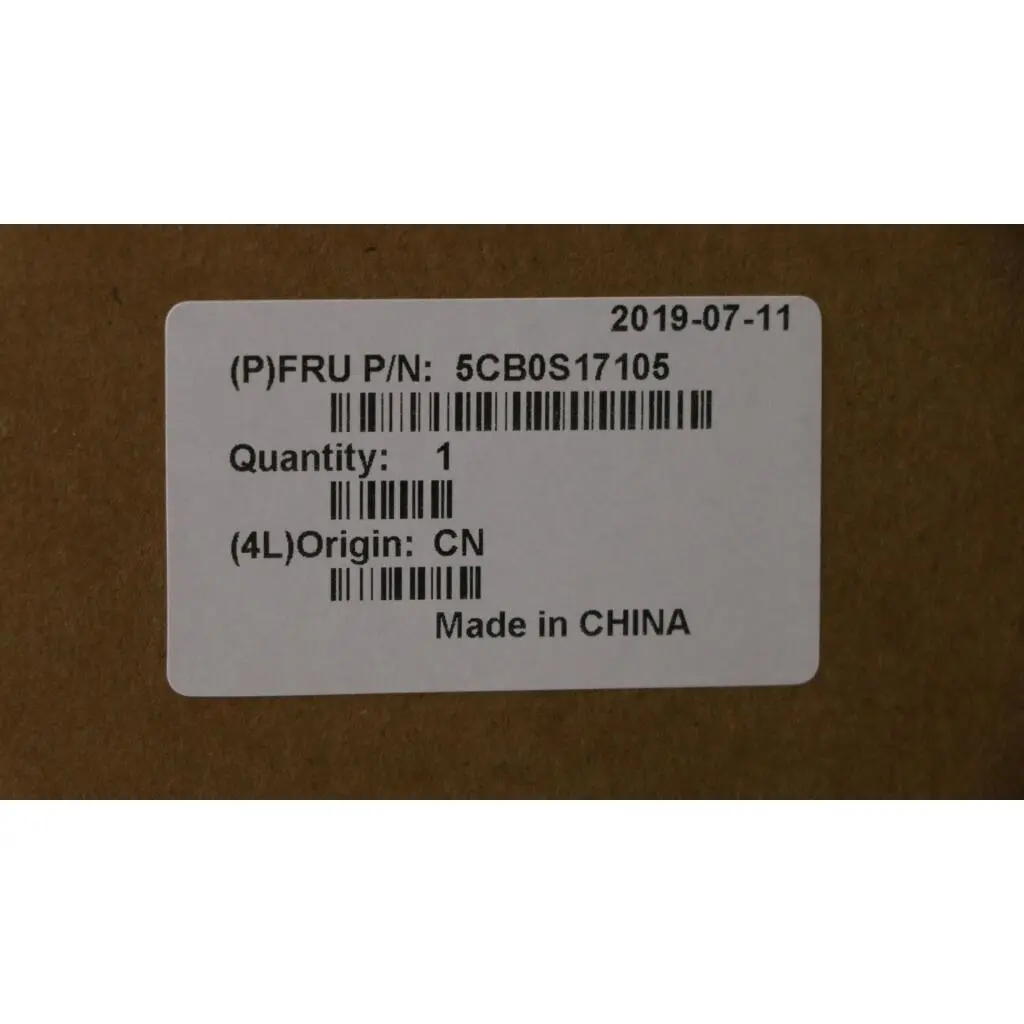 2019-07-11
(P)FRU P/N: 5CB0S17105
Quantity: 1
(4L)Origin: CN
Made in CHINA